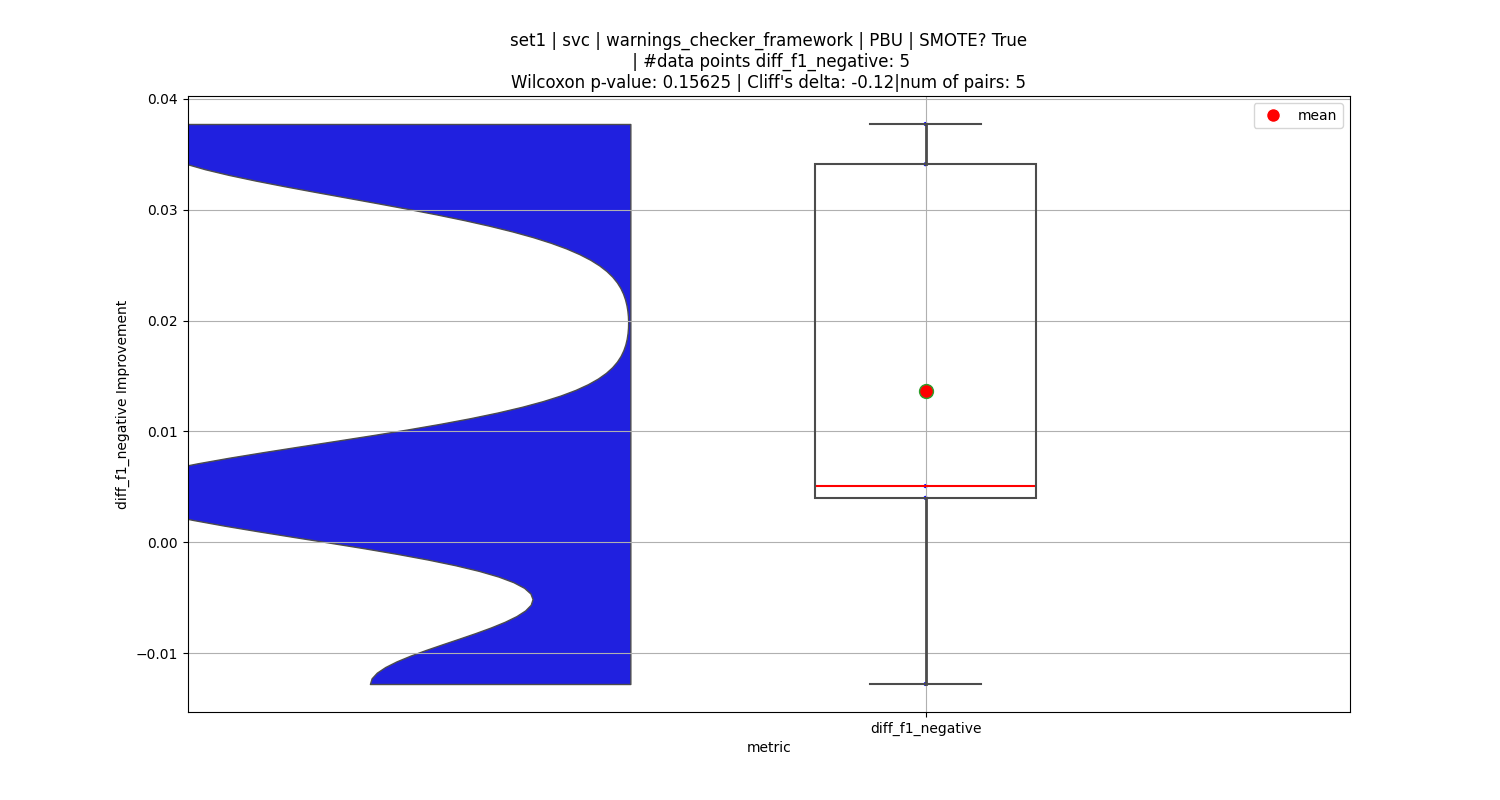 set1 | svc | warnings_checker_framework | PBU | SMOTE? True
| #data points diff_f1_negative: 5
Wilcoxon p-value: 0.15625 | Cliff's delta: -0.12|num of pairs: 5
mean
0.04
0.03
0.02
0.01
0.00
−0.01
diff_f1_negative Improvement
diff_f1_negative
metric